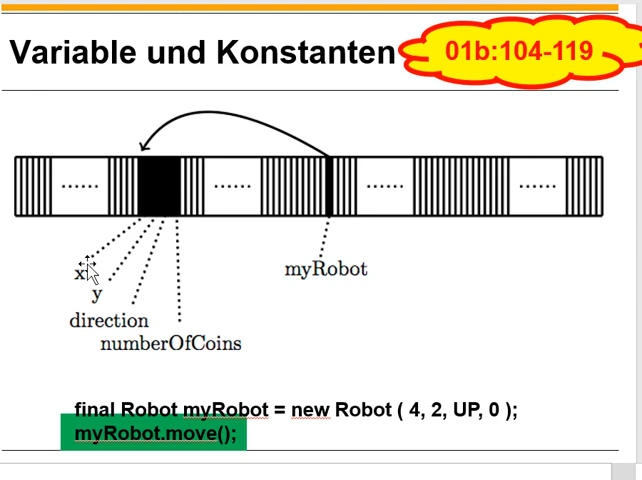 Variable und Konstanten
01b:104-119
......
......
......
......
myRobot
x
y
direction
numberOfCoins
final Robot myRobot = new Robot ( 4, 2, UP, 0 );
myRobot.move();